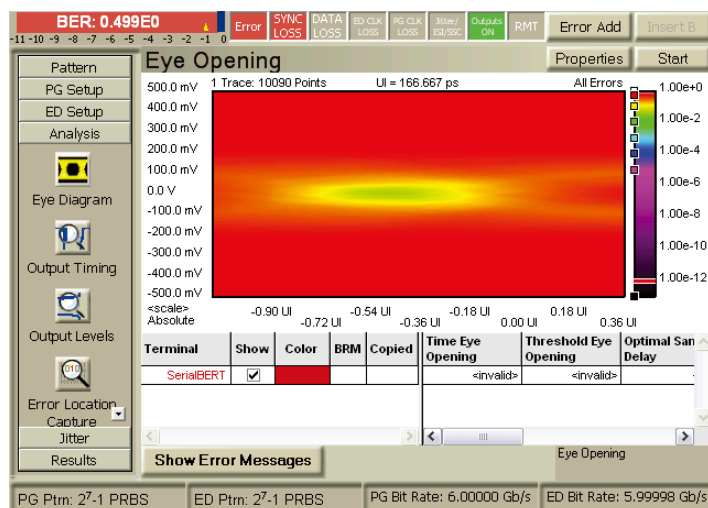 BER: 0.499E0
-11 -10 -9 -8 -7 -6 -5 -4 -3 -2 -1 0
Error
SYNC LOSS
DATA LOSS
ED CLK LOSS
PG CLK LOSS
Jitter/ ISI/SSC
Outputs ON
RMT
Error Add
Insert B
Eye Opening
Properties
Start
Pattern
PG Setup
ED Setup
Analysis
Eye Diagram
Output Timing
Output Levels
Error Location
Capture
Jitter
Results
1 Trace: 10090 Points
UI = 166.667 ps
All Errors
500.0 mV
400.0 mV
300.0 mV
200.0 mV
100.0 mV
0.0 V
-100.0 mV
-200.0 mV
-300.0 mV
-400.0 mV
-500.0 mV
1.00e+0
1.00e-2
1.00e-4
1.00e-6
1.00e-8
1.00e-10
1.00e-12
<scale>
Absolute
-0.90 UI
-0.72 UI
-0.54 UI
-0.36 UI
-0.18 UI
0.00 UI
0.18 UI
0.36 UI
Terminal
Show
Color
BRM
Copied
Time Eye
Opening
Threshold Eye
Opening
Optimal San
Delay
SerialBERT
<invalid>
<invalid>
Show Error Messages
Eye Opening
PG Ptrn: 2^7-1 PRBS
ED Ptrn: 2^7-1 PRBS
PG Bit Rate: 6.00000 Gb/s
ED Bit Rate: 5.99998 Gb/s